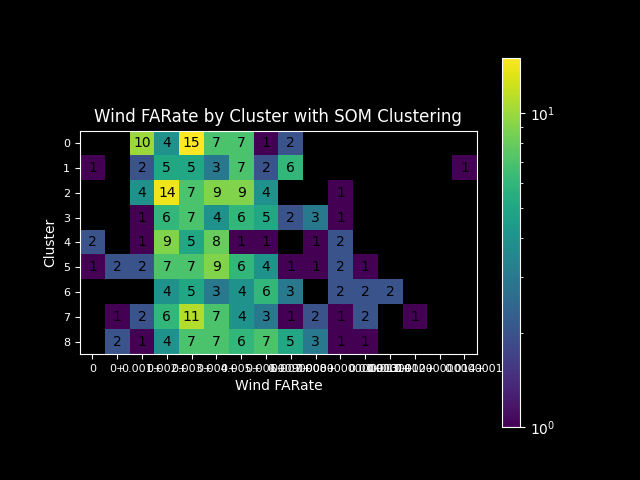 Wind FARate by Cluster with SOM Clustering
0 10 4 15 7 7 1 2
1 1 2 5 5 3 7 2 6 1
2 4 14 7 9 9 4 1
3 1 6 7 4 6 5 2 3 1
4 2 1 9 5 8 1 1 1 2
5 1 2 2 7 7 9 6 4 1 1 2 1
6 4 5 3 4 6 3 2 2 2
7 1 2 6 11 7 4 3 1 2 1 2 1
8 2 1 4 7 7 6 7 5 3 1 1
0
Wind FARate
Cluster
10¹
10⁰